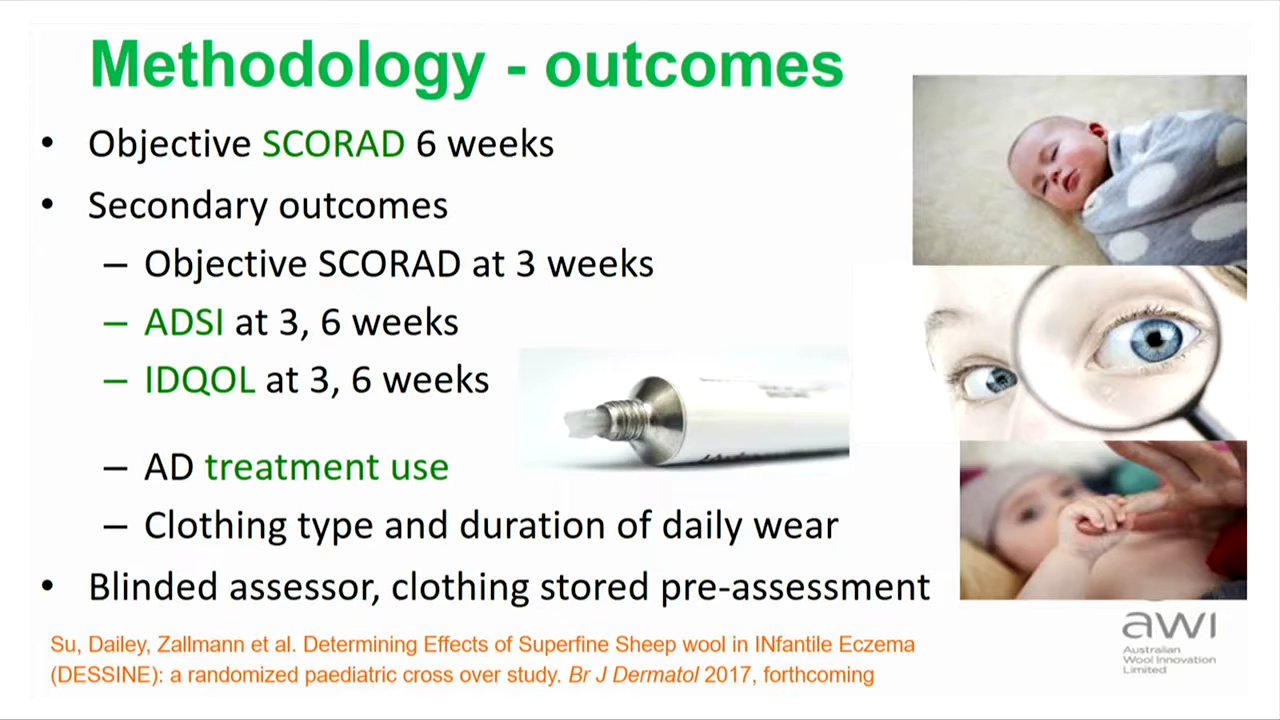 Methodology - outcomes
• Objective SCORAD 6 weeks
• Secondary outcomes
– Objective SCORAD at 3 weeks
– ADSI at 3, 6 weeks
– IDQOL at 3, 6 weeks
– AD treatment use
– Clothing type and duration of daily wear
• Blinded assessor, clothing stored pre-assessment
Su, Dailey, Zallmann et al. Determining Effects of Superfine Sheep wool in INfantile Eczema
(DESSINE): a randomized paediatric cross over study. Br J Dermatol 2017, forthcoming
awi
Australian
Wool Innovation
Limited